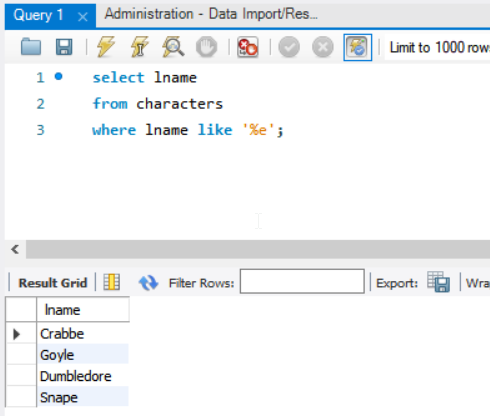 Query 1 × Administration - Data Import/Res...
Limit to 1000 rows
1 select lname
2 from characters
3 where lname like '%e';
Result Grid Filter Rows: Export: Wra
lname
Crabbe
Goyle
Dumbledore
Snape